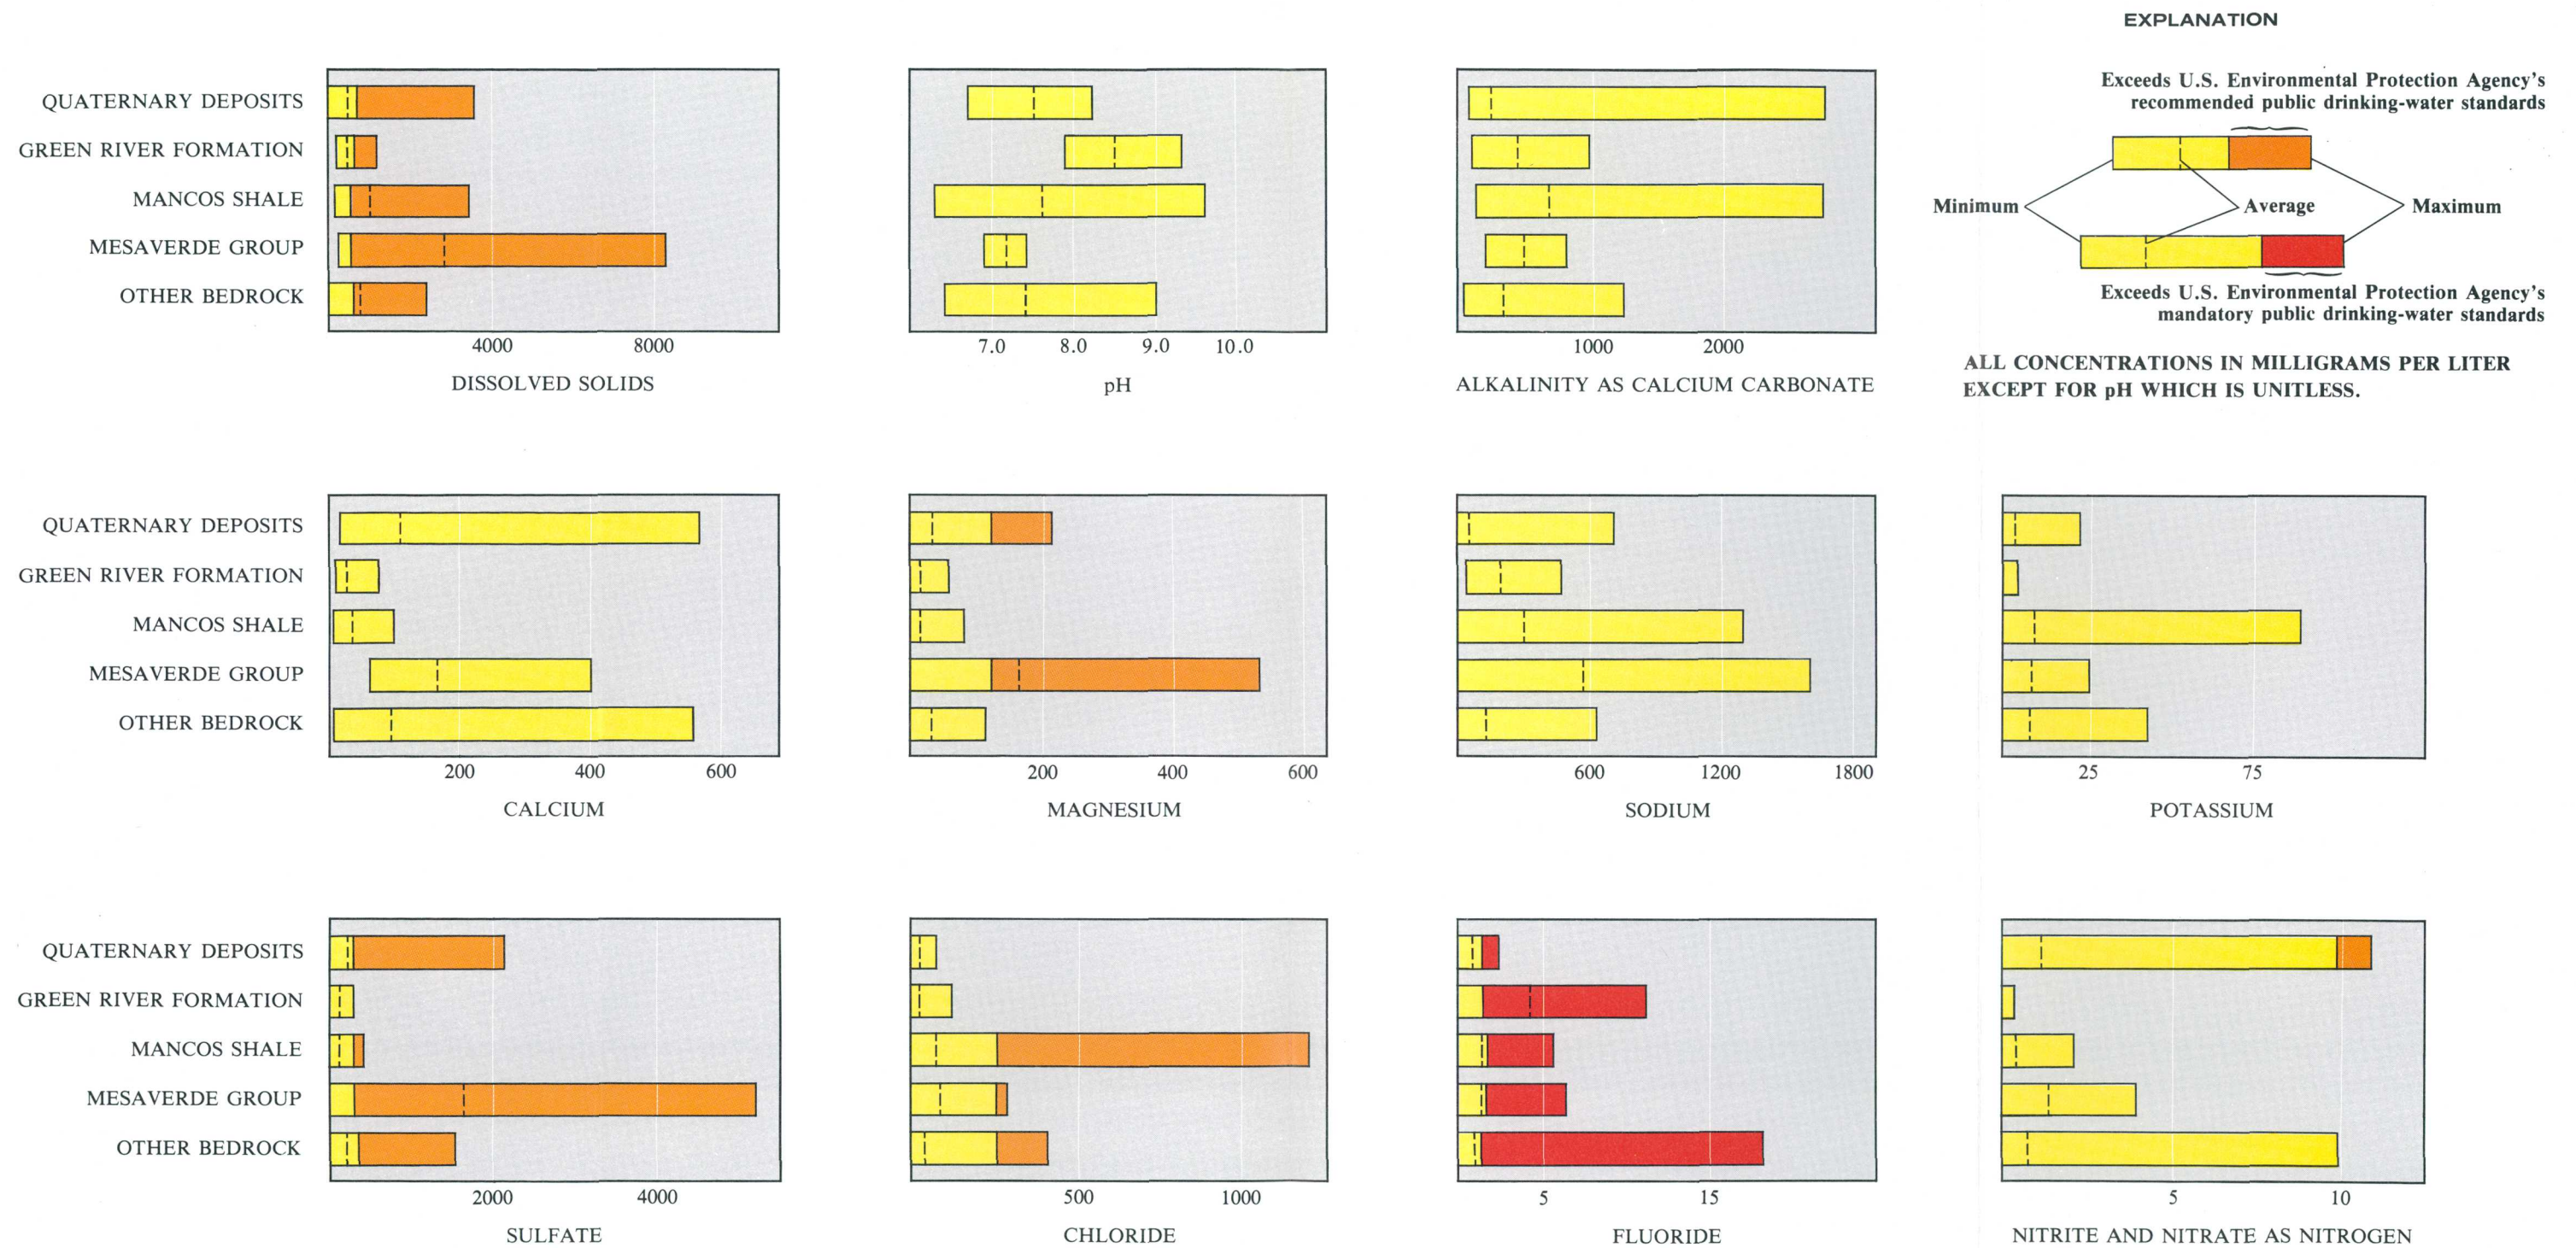 EXPLANATION
Exceeds U.S. Environmental Protection Agency's
recommended public drinking-water standards
Minimum
Average
Maximum
Exceeds U.S. Environmental Protection Agency's
mandatory public drinking-water standards
ALL CONCENTRATIONS IN MILLIGRAMS PER LITER
EXCEPT FOR pH WHICH IS UNITLESS.
QUATERNARY DEPOSITS
GREEN RIVER FORMATION
MANCOS SHALE
MESAVERDE GROUP
OTHER BEDROCK
4000 8000
DISSOLVED SOLIDS
7.0 8.0 9.0 10.0
pH
1000 2000
ALKALINITY AS CALCIUM CARBONATE
QUATERNARY DEPOSITS
GREEN RIVER FORMATION
MANCOS SHALE
MESAVERDE GROUP
OTHER BEDROCK
200 400 600
CALCIUM
200 400 600
MAGNESIUM
600 1200 1800
SODIUM
25 75
POTASSIUM
QUATERNARY DEPOSITS
GREEN RIVER FORMATION
MANCOS SHALE
MESAVERDE GROUP
OTHER BEDROCK
2000 4000
SULFATE
500 1000
CHLORIDE
5 15
FLUORIDE
5 10
NITRITE AND NITRATE AS NITROGEN